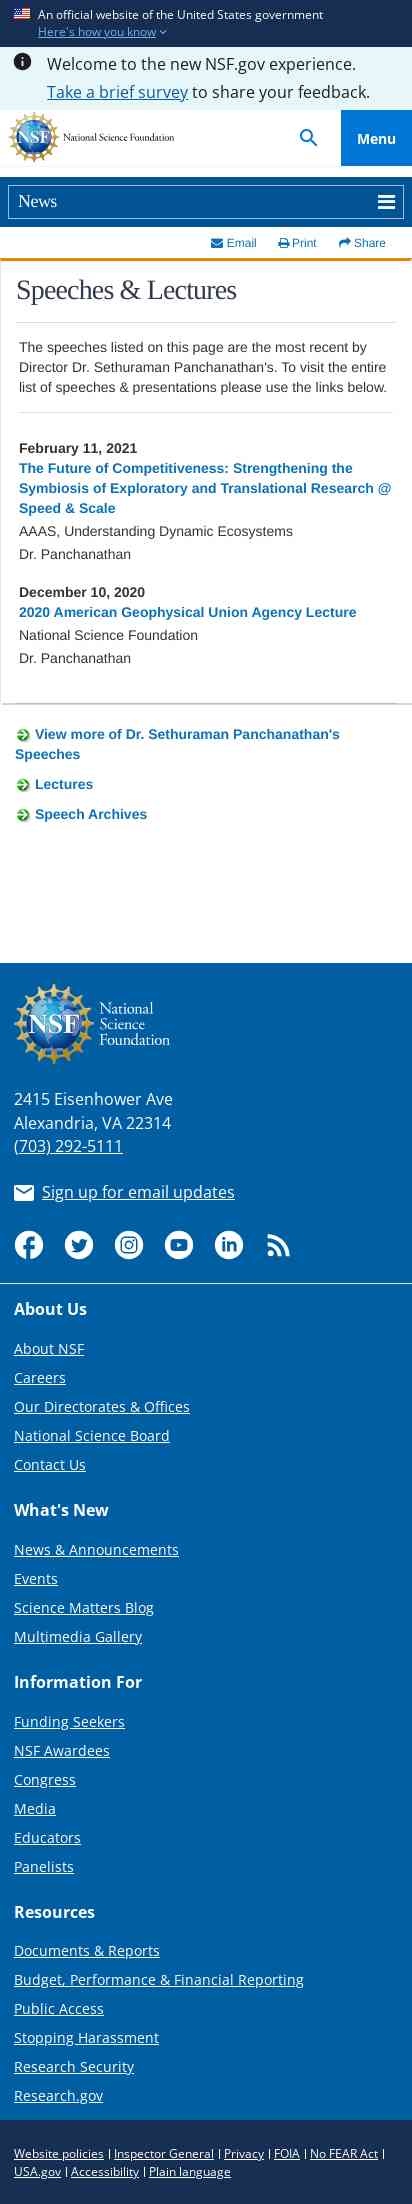 An official website of the United States government
Here's how you know
Welcome to the new NSF.gov experience.
Take a brief survey to share your feedback.
NSF National Science Foundation
Menu
News
Email Print Share
Speeches & Lectures
The speeches listed on this page are the most recent by
Director Dr. Sethuraman Panchanathan's. To visit the entire
list of speeches & presentations please use the links below.
February 11, 2021
The Future of Competitiveness: Strengthening the
Symbiosis of Exploratory and Translational Research @
Speed & Scale
AAAS, Understanding Dynamic Ecosystems
Dr. Panchanathan
December 10, 2020
2020 American Geophysical Union Agency Lecture
National Science Foundation
Dr. Panchanathan
View more of Dr. Sethuraman Panchanathan's
Speeches
Lectures
Speech Archives
NSF
National
Science
Foundation
2415 Eisenhower Ave
Alexandria, VA 22314
(703) 292-5111
Sign up for email updates
About Us
About NSF
Careers
Our Directorates & Offices
National Science Board
Contact Us
What's New
News & Announcements
Events
Science Matters Blog
Multimedia Gallery
Information For
Funding Seekers
NSF Awardees
Congress
Media
Educators
Panelists
Resources
Documents & Reports
Budget, Performance & Financial Reporting
Public Access
Stopping Harassment
Research Security
Research.gov
Website policies | Inspector General | Privacy | FOIA | No FEAR Act |
USA.gov | Accessibility | Plain language